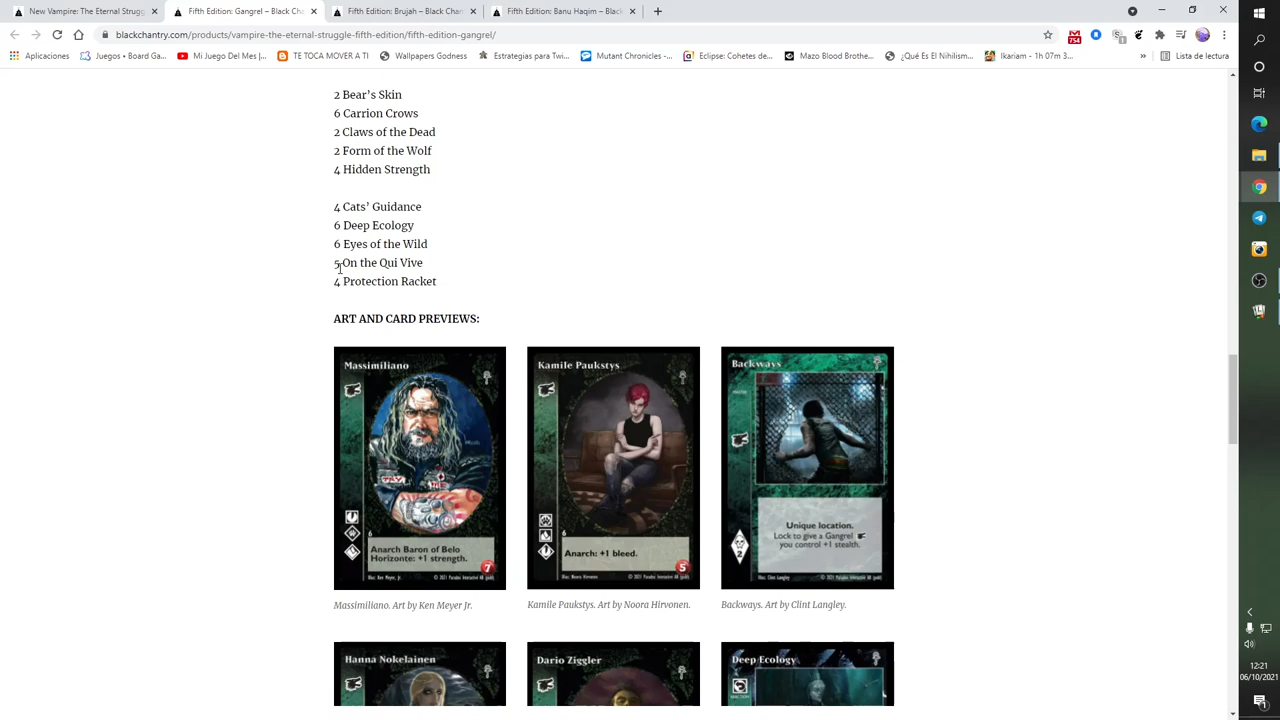 New Vampire: The Eternal Strugg
Fifth Edition: Gangrel - Black Ch
Fifth Edition: Brujah - Black Chan
Fifth Edition: Banu Haqim – Black
blackchantry.com/products/vampire-the-eternal-struggle/fifth-edition/fifth-edition-gangrel/
754
Aplicaciones
Juegos • Board Ga...
Mi Juego Del Mes |...
TE TOCA MOVER A T...
Wallpapers Godness
Estrategias para Twi...
Mutant Chronicles -...
Eclipse: Cohetes de...
Mazo Blood Brothe...
¿Qué Es El Nihilism...
Ikariam - 1h 07m 3...
»
Lista de lectura
2 Bear’s Skin
6 Carrion Crows
2 Claws of the Dead
2 Form of the Wolf
4 Hidden Strength
4 Cats’ Guidance
6 Deep Ecology
6 Eyes of the Wild
5 On the Qui Vive
4 Protection Racket
ART AND CARD PREVIEWS:
Massimiliano
6
Anarch Baron of Belo
Horizonte: +1 strength.
7
Kamile Paukstys
6
Anarch: +1 bleed.
5
Backways
MASTER
Unique location.
Lock to give a Gangrel
you control +1 stealth.
2
Massimiliano. Art by Ken Meyer Jr.
Kamile Paukstys. Art by Noora Hirvonen.
Backways. Art by Clint Langley.
Hanna Nokelainen
Dario Ziggler
Deep Ecology
REACTION
12:21
06/10/2021